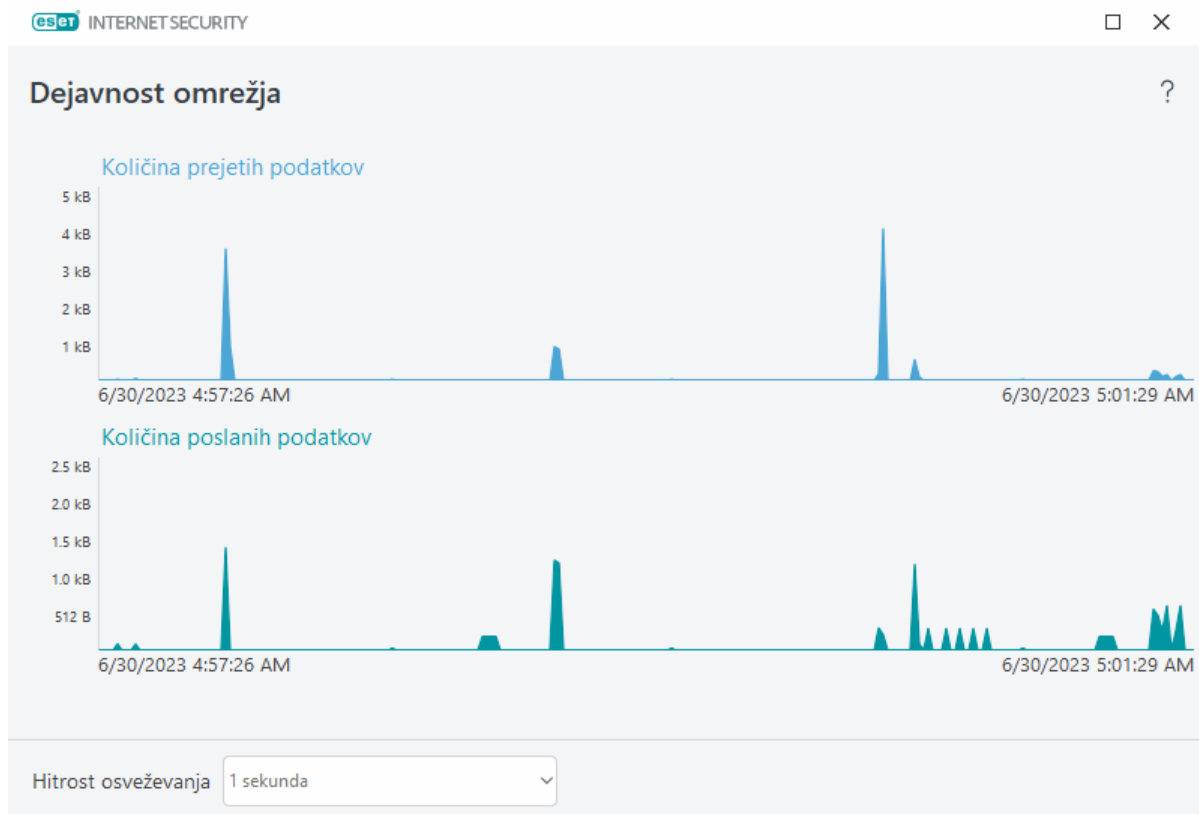 eset INTERNET SECURITY
Dejavnost omrežja
?
Količina prejetih podatkov
5 kB
4 kB
3 kB
2 kB
1 kB
6/30/2023 4:57:26 AM 6/30/2023 5:01:29 AM
Količina poslanih podatkov
2.5 kB
2.0 kB
1.5 kB
1.0 kB
512 B
6/30/2023 4:57:26 AM 6/30/2023 5:01:29 AM
Hitrost osveževanja 1 sekunda